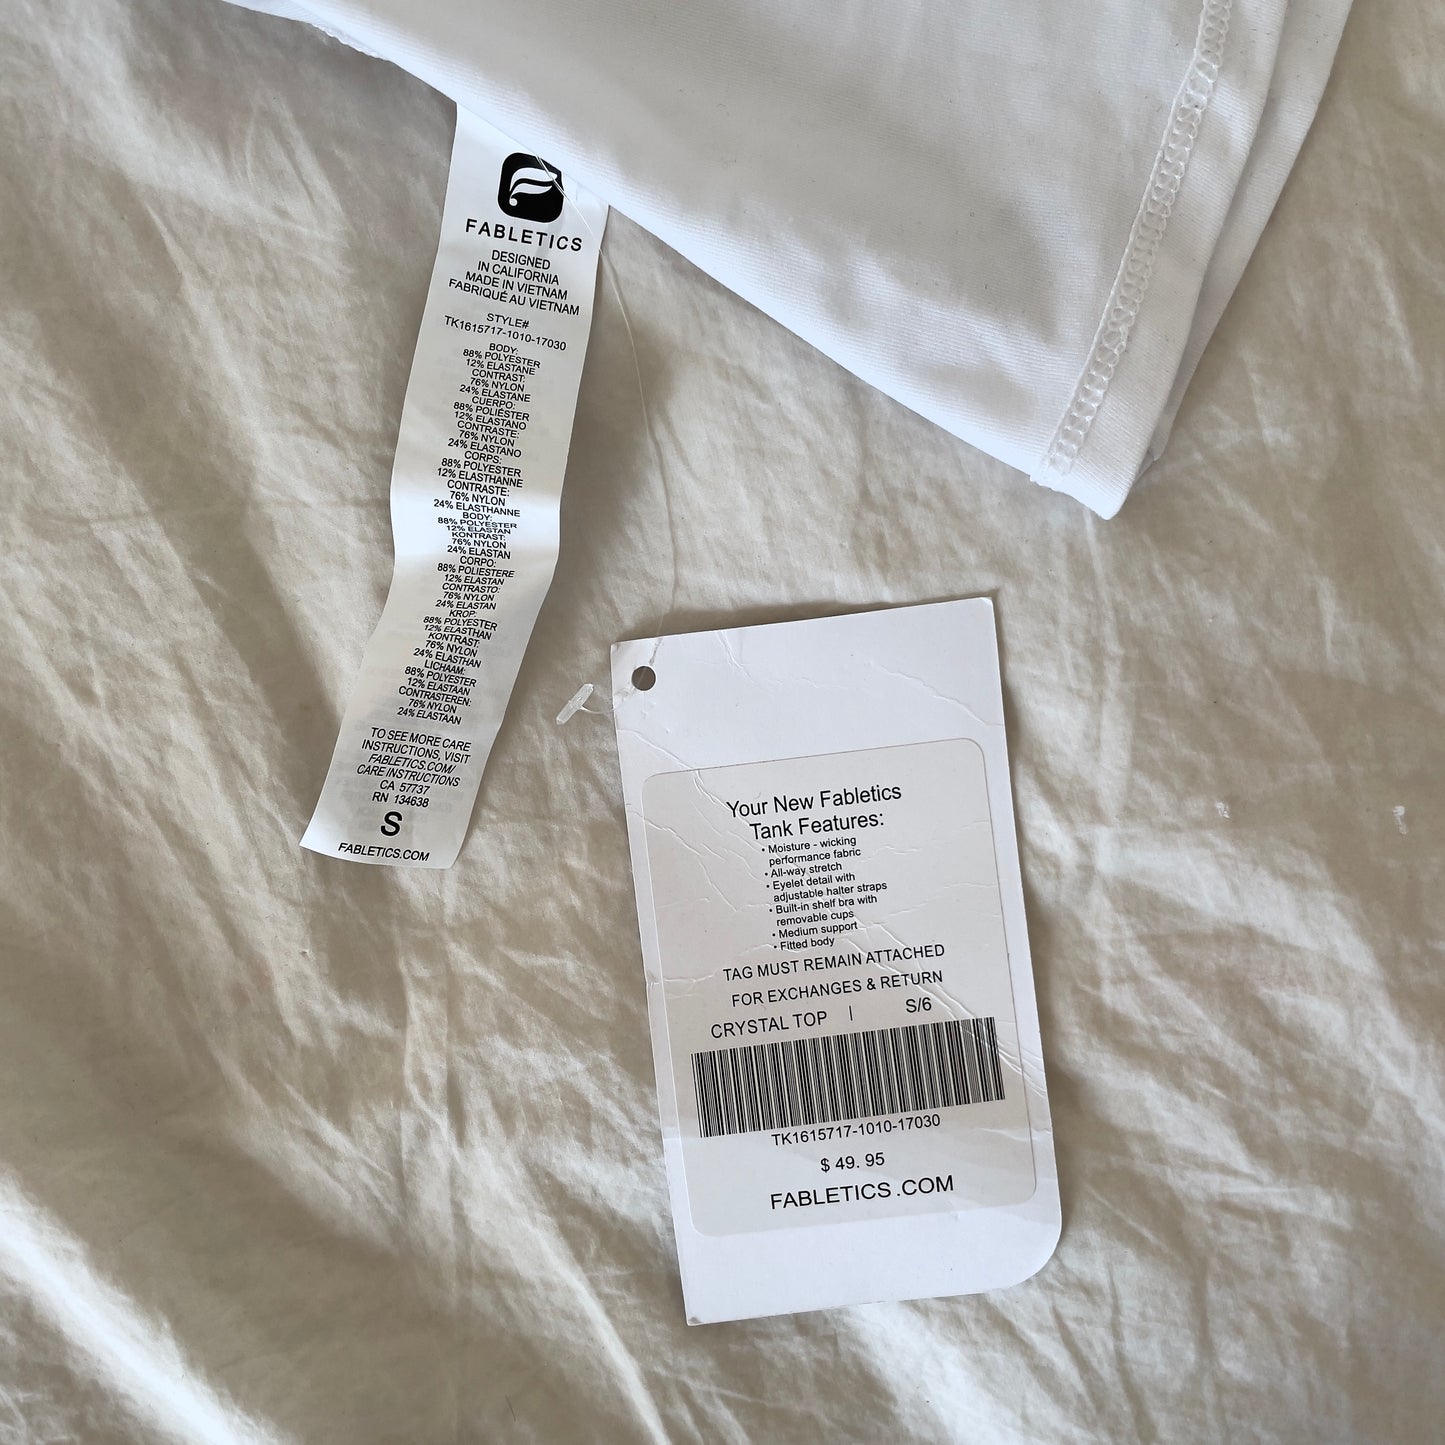 FABLETICS
DESIGNED
IN CALIFORNIA
MADE IN VIETNAM
FABRIQUÉ AU VIETNAM
STYLE#
TK1615717-1010-17030
BODY:
88% POLYESTER
12% ELASTANE
CONTRAST:
76% NYLON
24% ELASTANE
CUERPO:
88% POLIÉSTER
12% ELASTANO
CONTRASTE:
76% NYLON
24% ELASTANO
CORPS:
88% POLYESTER
12% ELASTHANNE
CONTRASTE:
76% NYLON
24% ELASTHANNE
BODY:
88% POLYESTER
12% ELASTAN
KONTRAST:
76% NYLON
24% ELASTAN
CORPO:
88% POLIESTERE
12% ELASTAN
CONTRASTO:
76% NYLON
24% ELASTAN
KROP:
88% POLYESTER
12% ELASTHAN
KONTRAST:
76% NYLON
24% ELASTHAN
LICHAAM:
88% POLYESTER
12% ELASTAAN
CONTRASTEREN:
76% NYLON
24% ELASTAAN
TO SEE MORE CARE
INSTRUCTIONS, VISIT
FABLETICS.COM/
CARE INSTRUCTIONS
CA 57737
RN 134638
S
FABLETICS.COM
Your New Fabletics
Tank Features:
• Moisture - wicking
performance fabric
• All-way stretch
• Eyelet detail with
adjustable halter straps
• Built-in shelf bra with
removable cups
• Medium support
• Fitted body
TAG MUST REMAIN ATTACHED
FOR EXCHANGES & RETURN
CRYSTAL TOP | S/6
TK1615717-1010-17030
$ 49. 95
FABLETICS .COM